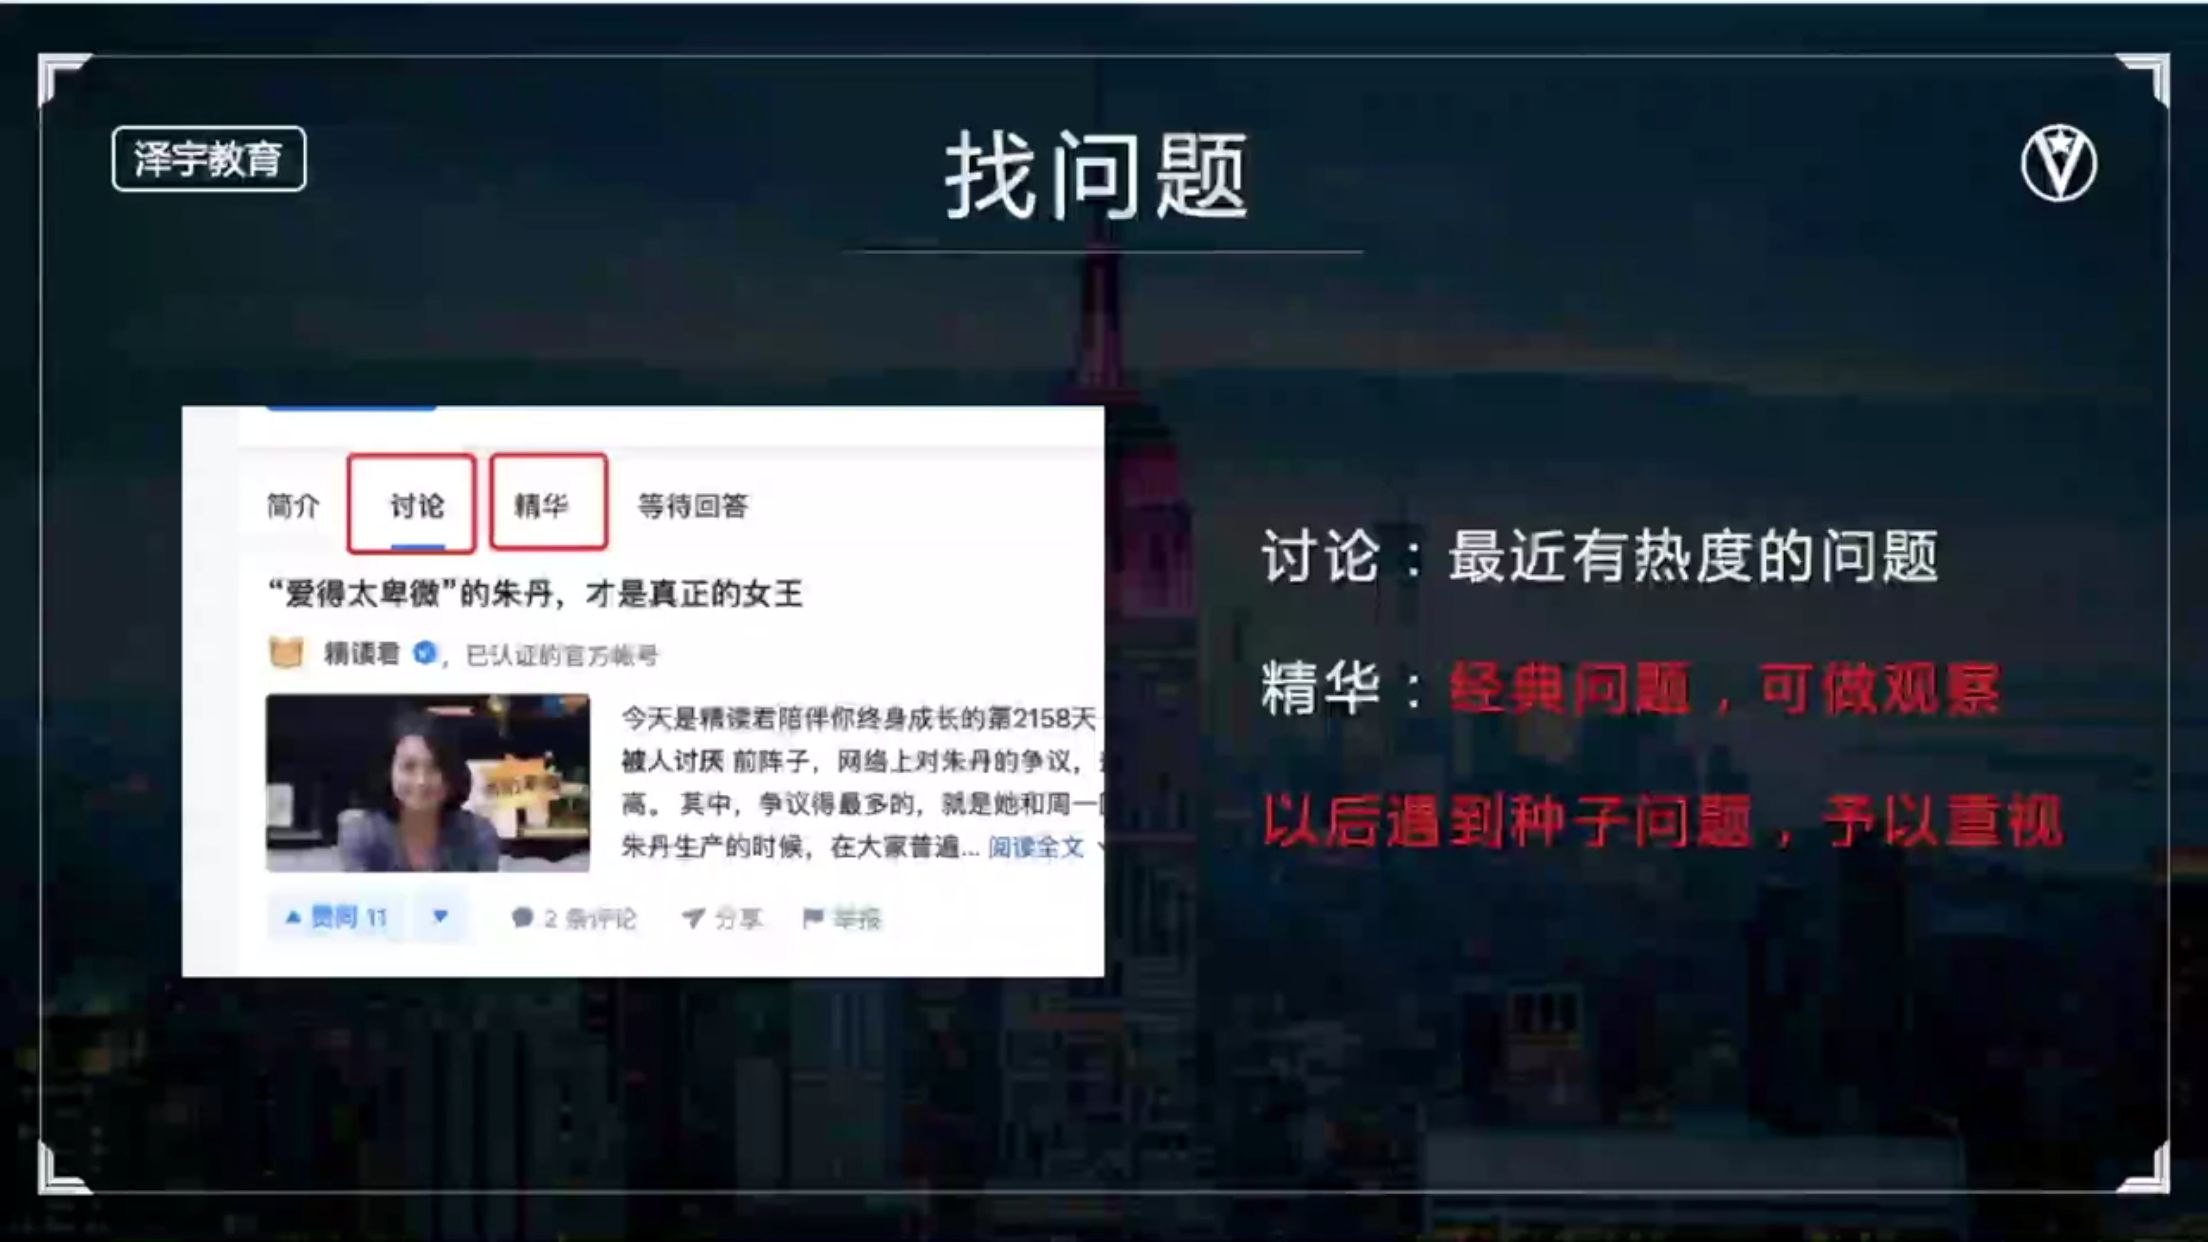 泽宇教育
找问题
简介 讨论 精华 等待回答
“爱得太卑微”的朱丹，才是真正的女王
精读君，已认证的官方帐号
今天是精读君陪伴你终身成长的第2158天
被人讨厌 前阵子，网络上对朱丹的争议，
高。其中，争议得最多的，就是她和周一
朱丹生产的时候，在大家普遍... 阅读全文
赞同 11 2 条评论 分享 举报
讨论：最近有热度的问题
精华：经典问题，可做观察
以后遇到种子问题，予以重视